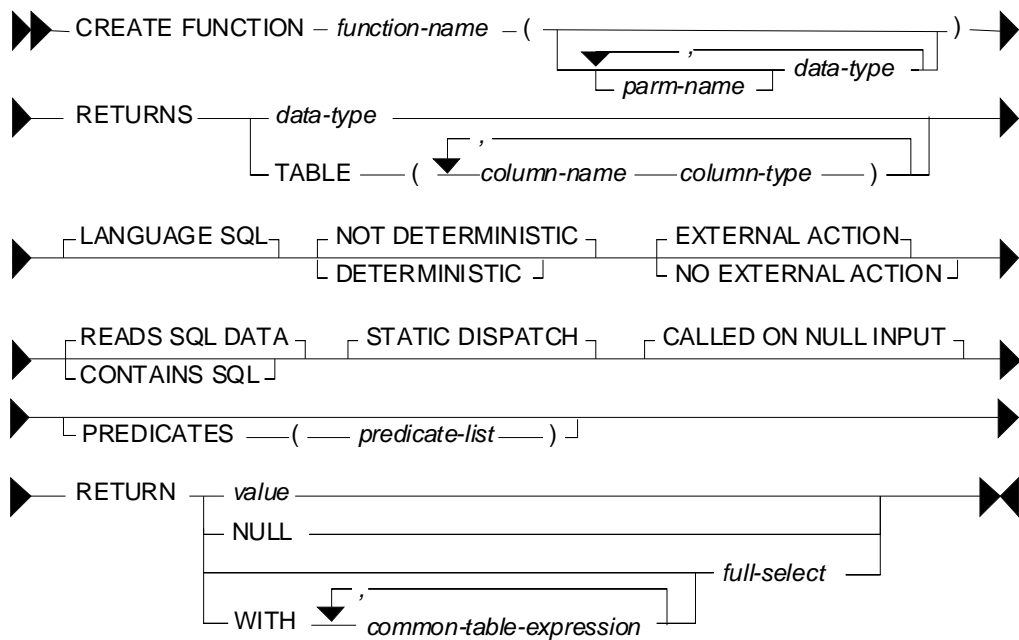 CREATE FUNCTION function-name ( )
,
parm-name data-type
RETURNS data-type
,
TABLE ( column-name column-type )
LANGUAGE SQL NOT DETERMINISTIC EXTERNAL ACTION
DETERMINISTIC NO EXTERNAL ACTION
READS SQL DATA STATIC DISPATCH CALLED ON NULL INPUT
CONTAINS SQL
PREDICATES ( predicate-list )
RETURN value
NULL
full-select
,
WITH common-table-expression